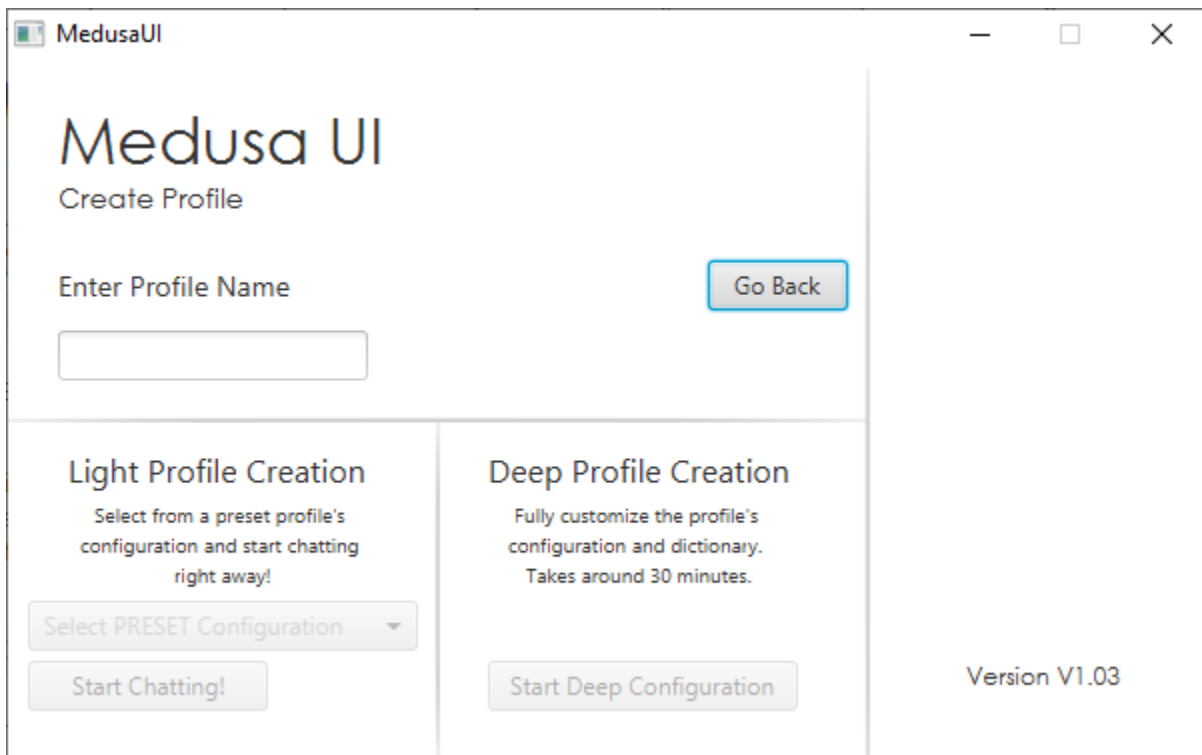 MedusaUI
Medusa UI
Create Profile
Enter Profile Name
Go Back
Light Profile Creation
Select from a preset profile's
configuration and start chatting
right away!
Select PRESET Configuration
Start Chatting!
Deep Profile Creation
Fully customize the profile's
configuration and dictionary.
Takes around 30 minutes.
Start Deep Configuration
Version V1.03